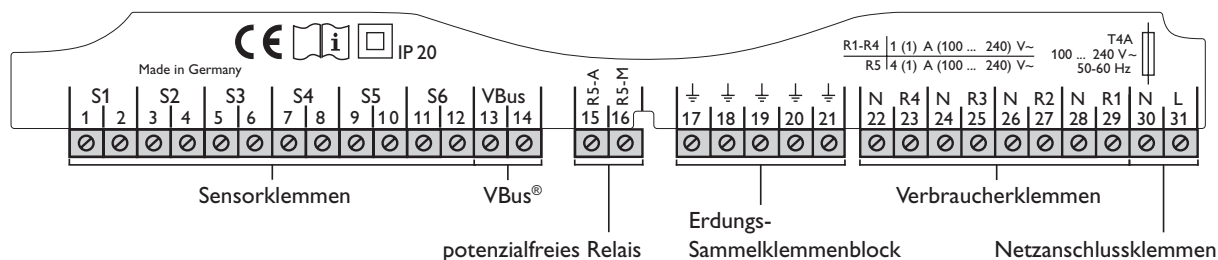 CE i IP 20
R1-R4 1 (1) A (100 ... 240) V~
R5 4 (1) A (100 ... 240) V~
T4A
100 ... 240 V~
50-60 Hz
Made in Germany
S1 S2 S3 S4 S5 S6 VBus
R5-A R5-M
N R4 N R3 N R2 N R1 N L
1 2 3 4 5 6 7 8 9 10 11 12 13 14 15 16 17 18 19 20 21 22 23 24 25 26 27 28 29 30 31
Sensorklemmen VBus® Verbraucherklemmen
potenzialfreies Relais
Erdungs-
Sammelklemmenblock
Netzanschlussklemmen